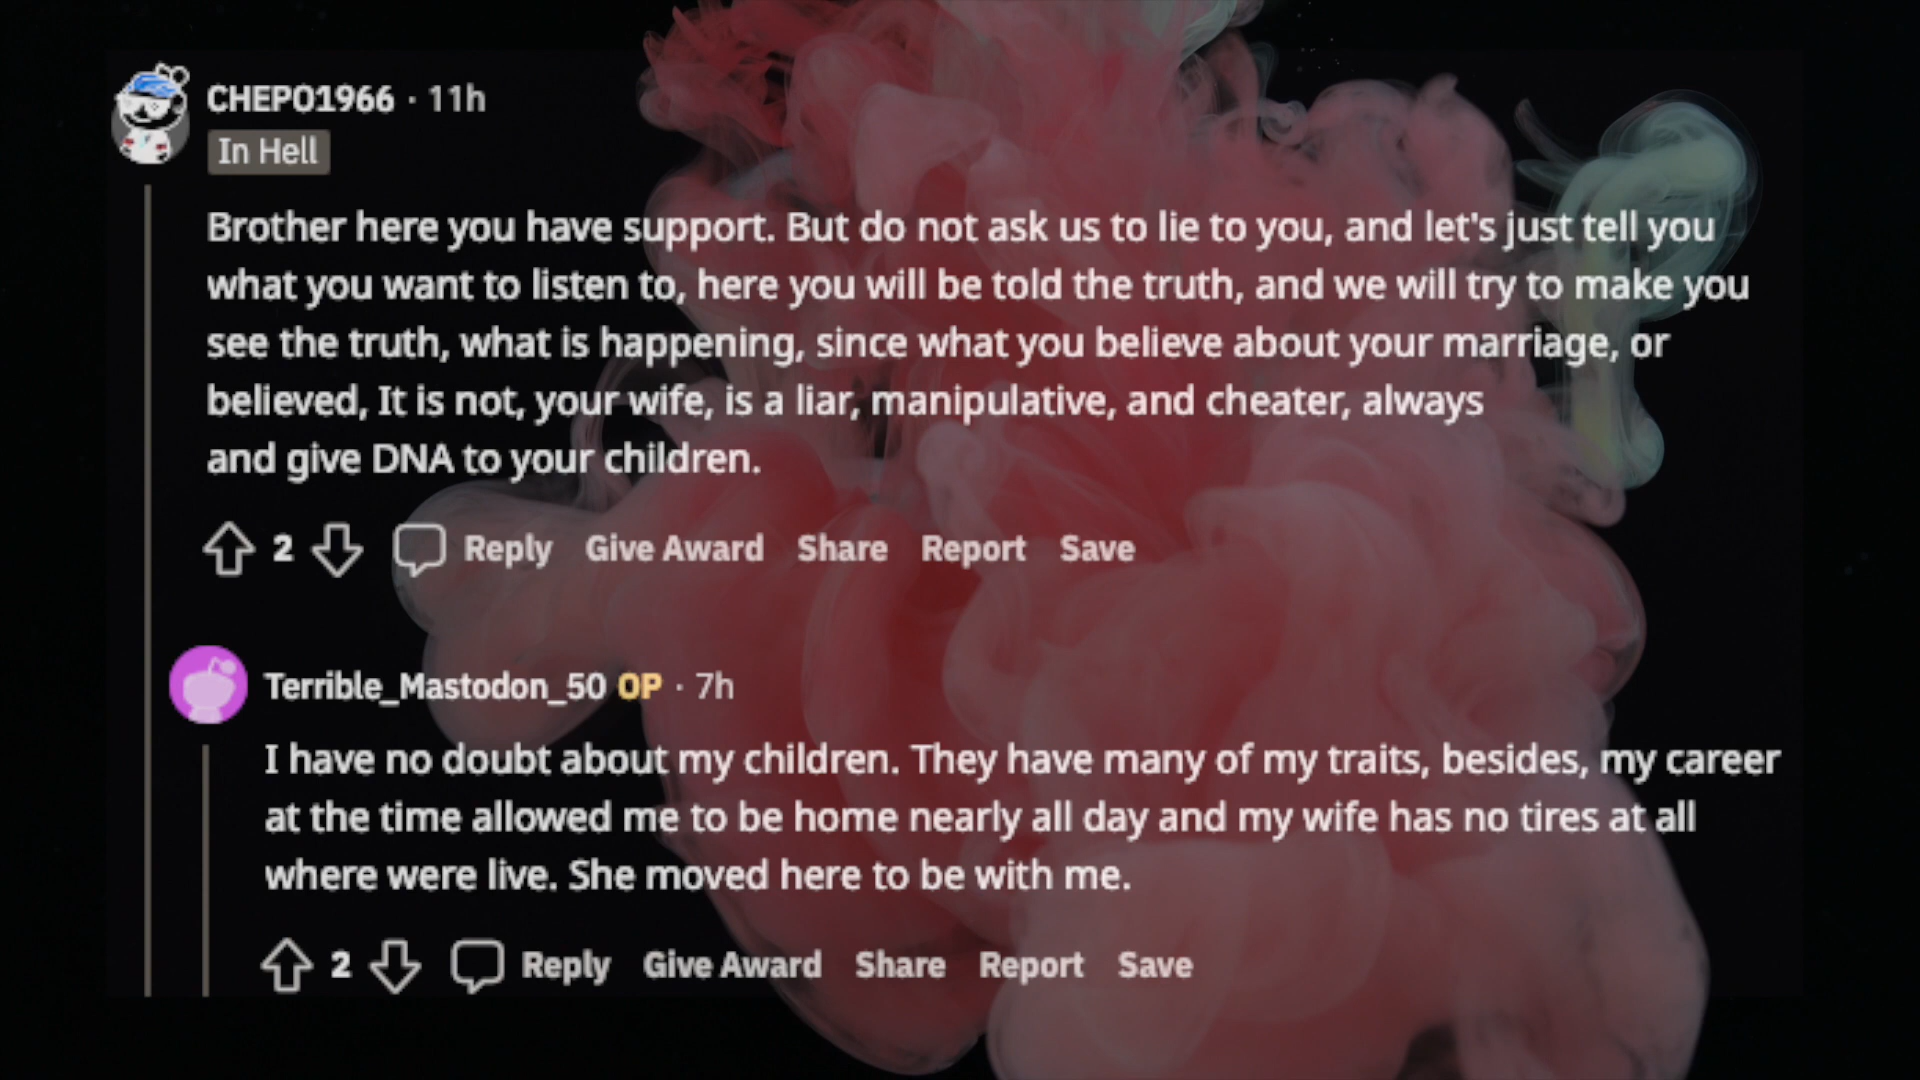 CHEPO1966 · 11h
In Hell
Brother here you have support. But do not ask us to lie to you, and let's just tell you
what you want to listen to, here you will be told the truth, and we will try to make you
see the truth, what is happening, since what you believe about your marriage, or
believed, It is not, your wife, is a liar, manipulative, and cheater, always
and give DNA to your children.
2 Reply Give Award Share Report Save
Terrible_Mastodon_50 OP · 7h
I have no doubt about my children. They have many of my traits, besides, my career
at the time allowed me to be home nearly all day and my wife has no tires at all
where were live. She moved here to be with me.
2 Reply Give Award Share Report Save